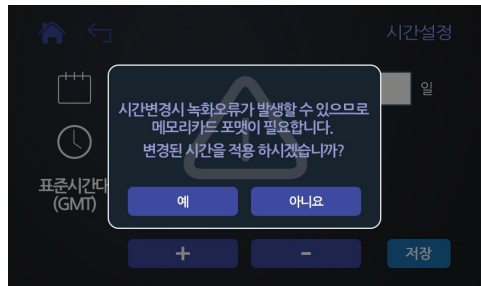 시간설정
일
시간변경시 녹화오류가 발생할 수 있으므로
메모리카드 포맷이 필요합니다.
변경된 시간을 적용 하시겠습니까?
표준시간대
(GMT)
예
아니요
+
-
저장